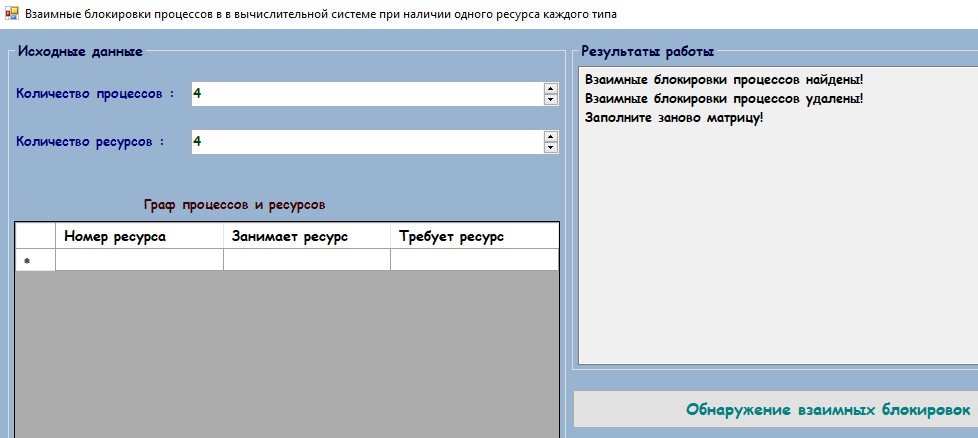 Взаимные блокировки процессов в в вычислительной системе при наличии одного ресурса каждого типа
Исходные данные
Количество процессов :
4
Количество ресурсов :
4
Граф процессов и ресурсов
Номер ресурса
Занимает ресурс
Требует ресурс
*
Результаты работы
Взаимные блокировки процессов найдены!
Взаимные блокировки процессов удалены!
Заполните заново матрицу!
Обнаружение взаимных блокировок